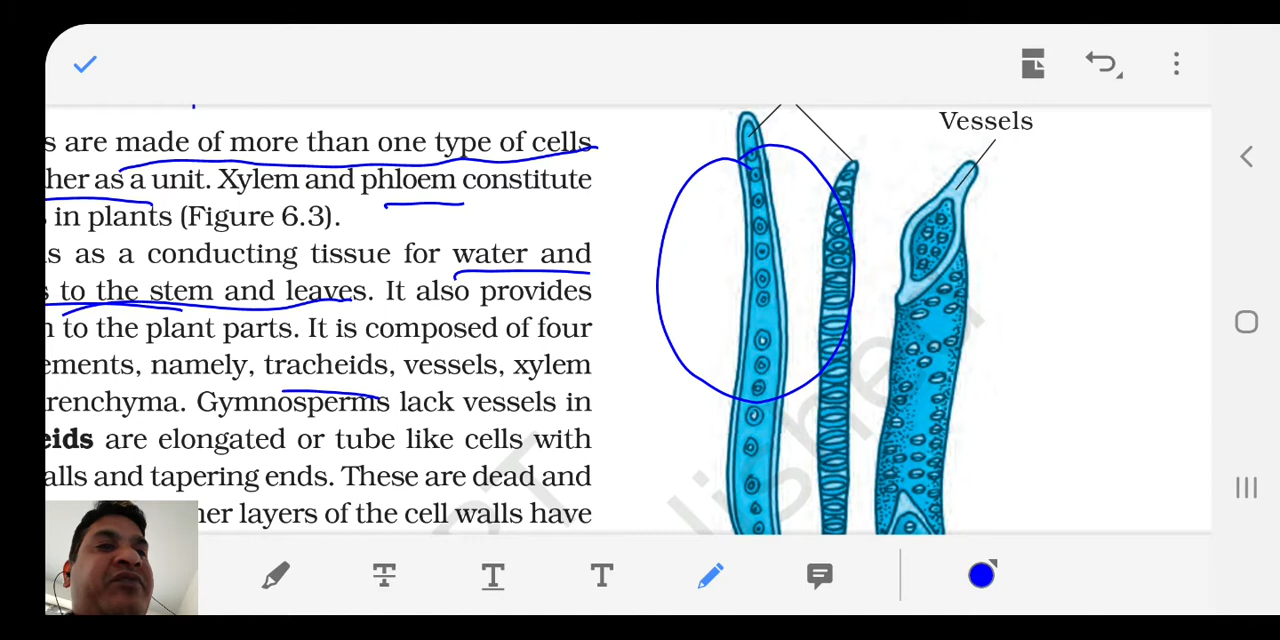 s are made of more than one type of cells
her as a unit. Xylem and phloem constitute
s in plants (Figure 6.3).
s as a conducting tissue for water and
s to the stem and leaves. It also provides
n to the plant parts. It is composed of four
ements, namely, tracheids, vessels, xylem
renchyma. Gymnosperms lack vessels in
eids are elongated or tube like cells with
alls and tapering ends. These are dead and
ner layers of the cell walls have
Vessels